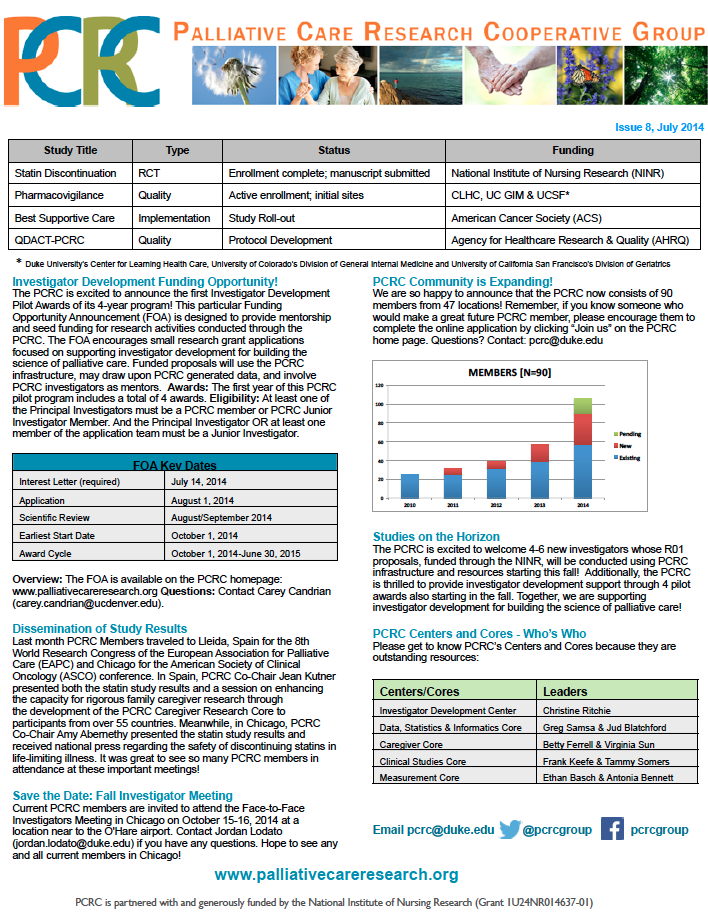 PCRC PALLIATIVE CARE RESEARCH COOPERATIVE GROUP
Issue 8, July 2014
Study Title Type Status Funding
Statin Discontinuation RCT Enrollment complete; manuscript submitted National Institute of Nursing Research (NINR)
Pharmacovigilance Quality Active enrollment; initial sites CLHC, UC GIM & UCSF*
Best Supportive Care Implementation Study Roll-out American Cancer Society (ACS)
QDACT-PCRC Quality Protocol Development Agency for Healthcare Research & Quality (AHRQ)
* Duke University's Center for Learning Health Care, University of Colorado's Division of General Internal Medicine and University of California San Francisco's Division of Geriatrics
Investigator Development Funding Opportunity!
The PCRC is excited to announce the first Investigator Development
Pilot Awards of its 4-year program! This particular Funding
Opportunity Announcement (FOA) is designed to provide mentorship
and seed funding for research activities conducted through the
PCRC. The FOA encourages small research grant applications
focused on supporting investigator development for building the
science of palliative care. Funded proposals will use the PCRC
infrastructure, may draw upon PCRC generated data, and involve
PCRC investigators as mentors. Awards: The first year of this PCRC
pilot program includes a total of 4 awards. Eligibility: At least one of
the Principal Investigators must be a PCRC member or PCRC Junior
Investigator Member. And the Principal Investigator OR at least one
member of the application team must be a Junior Investigator.
FOA Key Dates
Interest Letter (required) July 14, 2014
Application August 1, 2014
Scientific Review August/September 2014
Earliest Start Date October 1, 2014
Award Cycle October 1, 2014-June 30, 2015
Overview: The FOA is available on the PCRC homepage:
www.palliativecareresearch.org Questions: Contact Carey Candrian
(carey.candrian@ucdenver.edu).
Dissemination of Study Results
Last month PCRC Members traveled to Lleida, Spain for the 8th
World Research Congress of the European Association for Palliative
Care (EAPC) and Chicago for the American Society of Clinical
Oncology (ASCO) conference. In Spain, PCRC Co-Chair Jean Kutner
presented both the statin study results and a session on enhancing
the capacity for rigorous family caregiver research through
the development of the PCRC Caregiver Research Core to
participants from over 55 countries. Meanwhile, in Chicago, PCRC
Co-Chair Amy Abernethy presented the statin study results and
received national press regarding the safety of discontinuing statins in
life-limiting illness. It was great to see so many PCRC members in
attendance at these important meetings!
Save the Date: Fall Investigator Meeting
Current PCRC members are invited to attend the Face-to-Face
Investigators Meeting in Chicago on October 15-16, 2014 at a
location near to the O'Hare airport. Contact Jordan Lodato
(jordan.lodato@duke.edu) if you have any questions. Hope to see any
and all current members in Chicago!
PCRC Community is Expanding!
We are so happy to announce that the PCRC now consists of 90
members from 47 locations! Remember, if you know someone who
would make a great future PCRC member, please encourage them to
complete the online application by clicking "Join us" on the PCRC
home page. Questions? Contact: pcrc@duke.edu
MEMBERS [N=90]
120
100
80
60
40
20
0
2010 2011 2012 2013 2014
Pending
New
Existing
Studies on the Horizon
The PCRC is excited to welcome 4-6 new investigators whose R01
proposals, funded through the NINR, will be conducted using PCRC
infrastructure and resources starting this fall! Additionally, the PCRC
is thrilled to provide investigator development support through 4 pilot
awards also starting in the fall. Together, we are supporting
investigator development for building the science of palliative care!
PCRC Centers and Cores - Who's Who
Please get to know PCRC's Centers and Cores because they are
outstanding resources:
Centers/Cores Leaders
Investigator Development Center Christine Ritchie
Data, Statistics & Informatics Core Greg Samsa & Jud Blatchford
Caregiver Core Betty Ferrell & Virginia Sun
Clinical Studies Core Frank Keefe & Tammy Somers
Measurement Core Ethan Basch & Antonia Bennett
Email pcrc@duke.edu @pcrcgroup pcrcgroup
www.palliativecareresearch.org
PCRC is partnered with and generously funded by the National Institute of Nursing Research (Grant 1U24NR014637-01)